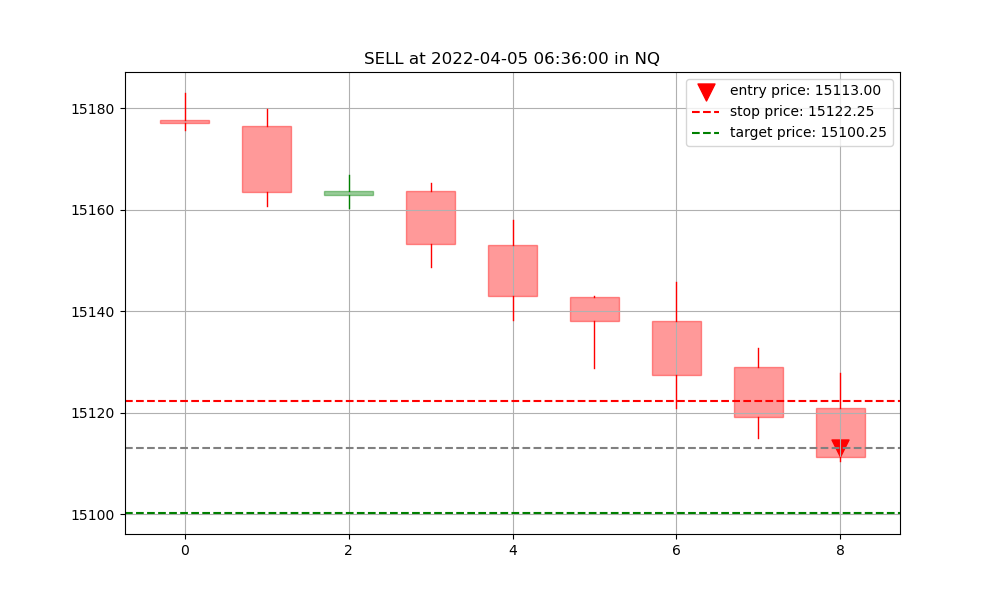 SELL at 2022-04-05 06:36:00 in NQ
entry price: 15113.00
stop price: 15122.25
target price: 15100.25
15180
15160
15140
15120
15100
0 2 4 6 8